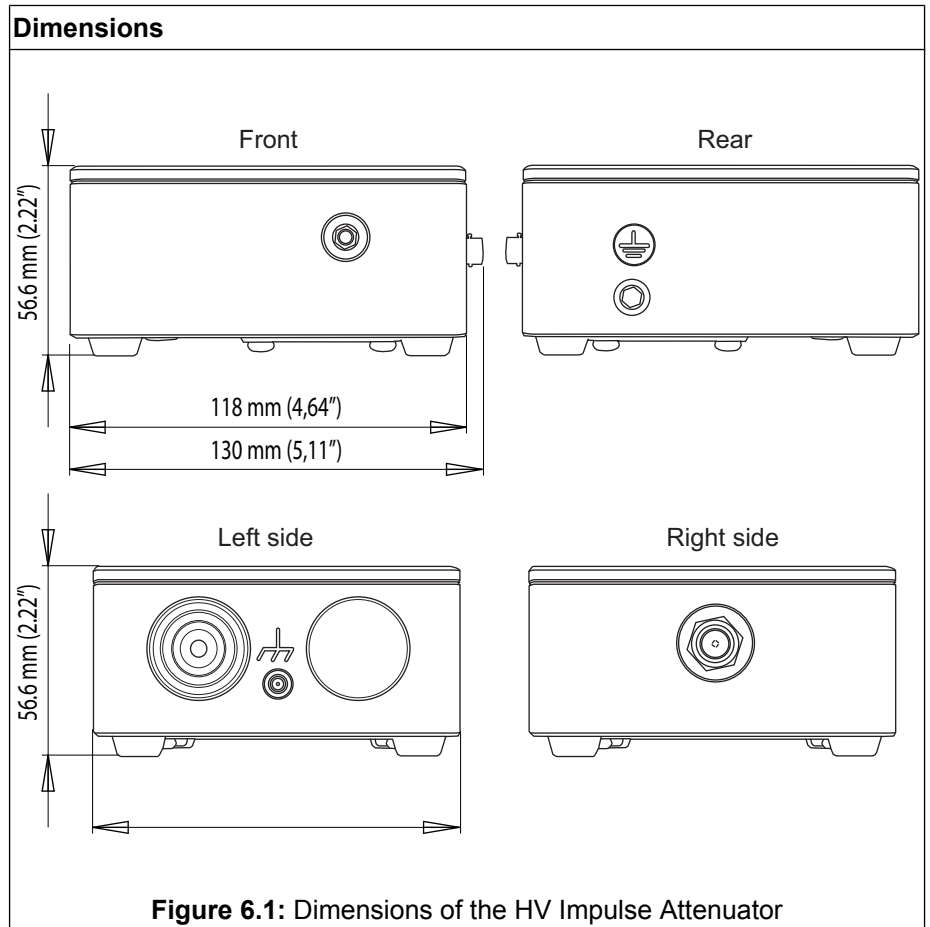 Dimensions
Front
Rear
56.6 mm (2.22")
118 mm (4,64")
130 mm (5,11")
Left side
Right side
56.6 mm (2.22")
Figure 6.1: Dimensions of the HV Impulse Attenuator